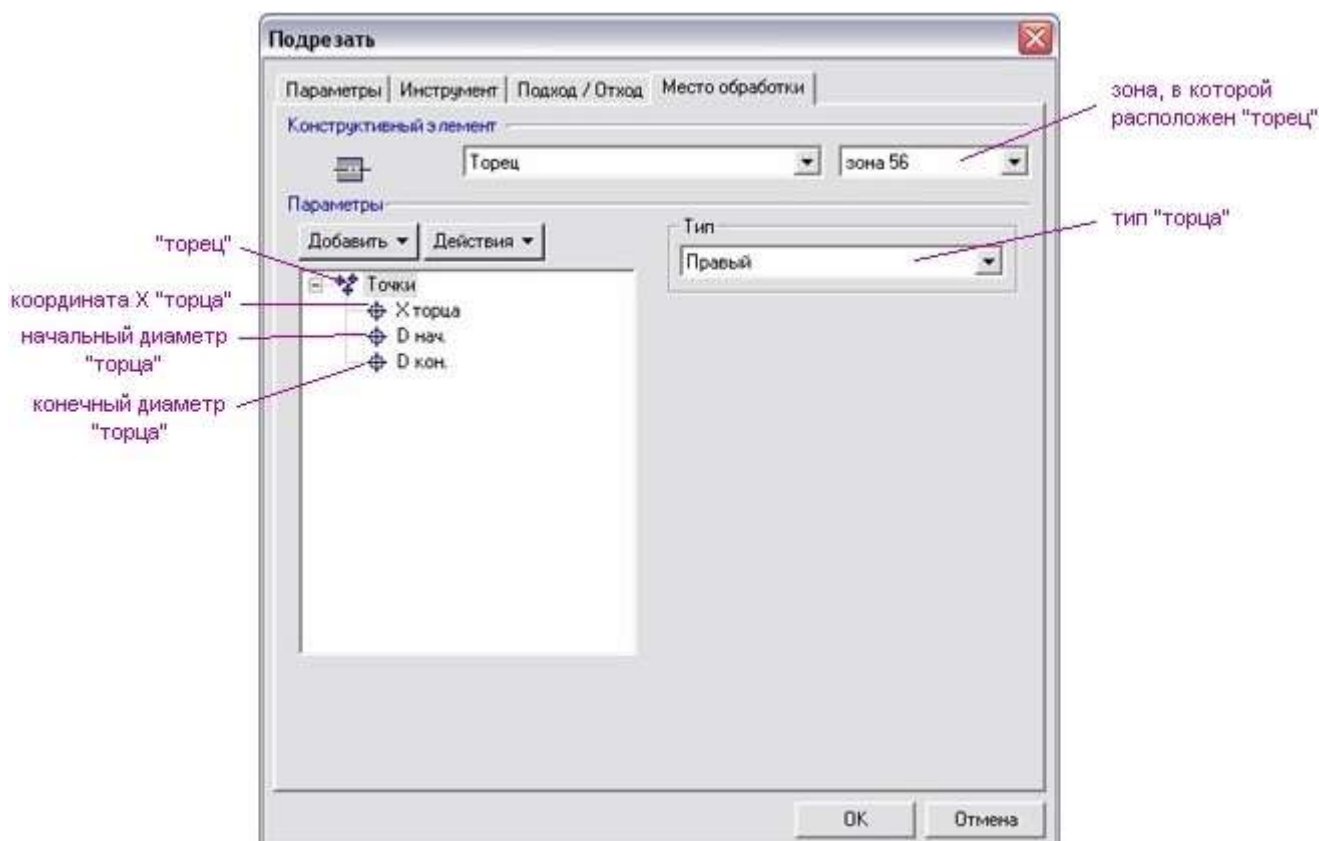 Подрезать
Параметры Инструмент Подход / Отход Место обработки
зона, в которой
расположен "торец"
Конструктивный элемент
Торец зона 56
Параметры
тип "торца"
Добавить Действия Тип
"торец"
Правый
Точки
координата X "торца"
X торца
начальный диаметр
"торца"
D нач.
D кон.
конечный диаметр
"торца"
OK Отмена